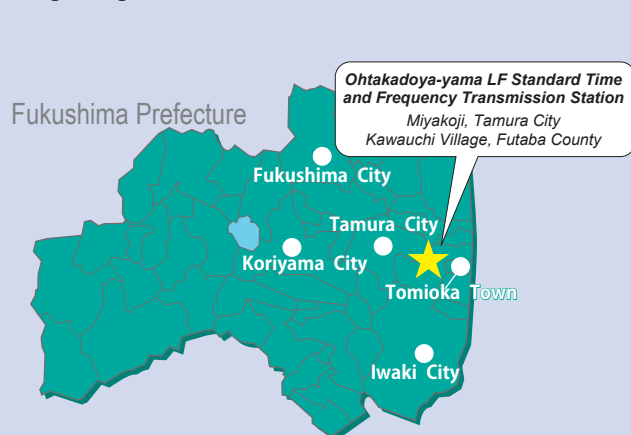 Ohtakadoya-yama LF Standard Time
and Frequency Transmission Station
Miyakoji, Tamura City
Kawauchi Village, Futaba County
Fukushima Prefecture
Fukushima City
Tamura City
Koriyama City
Tomioka Town
Iwaki City